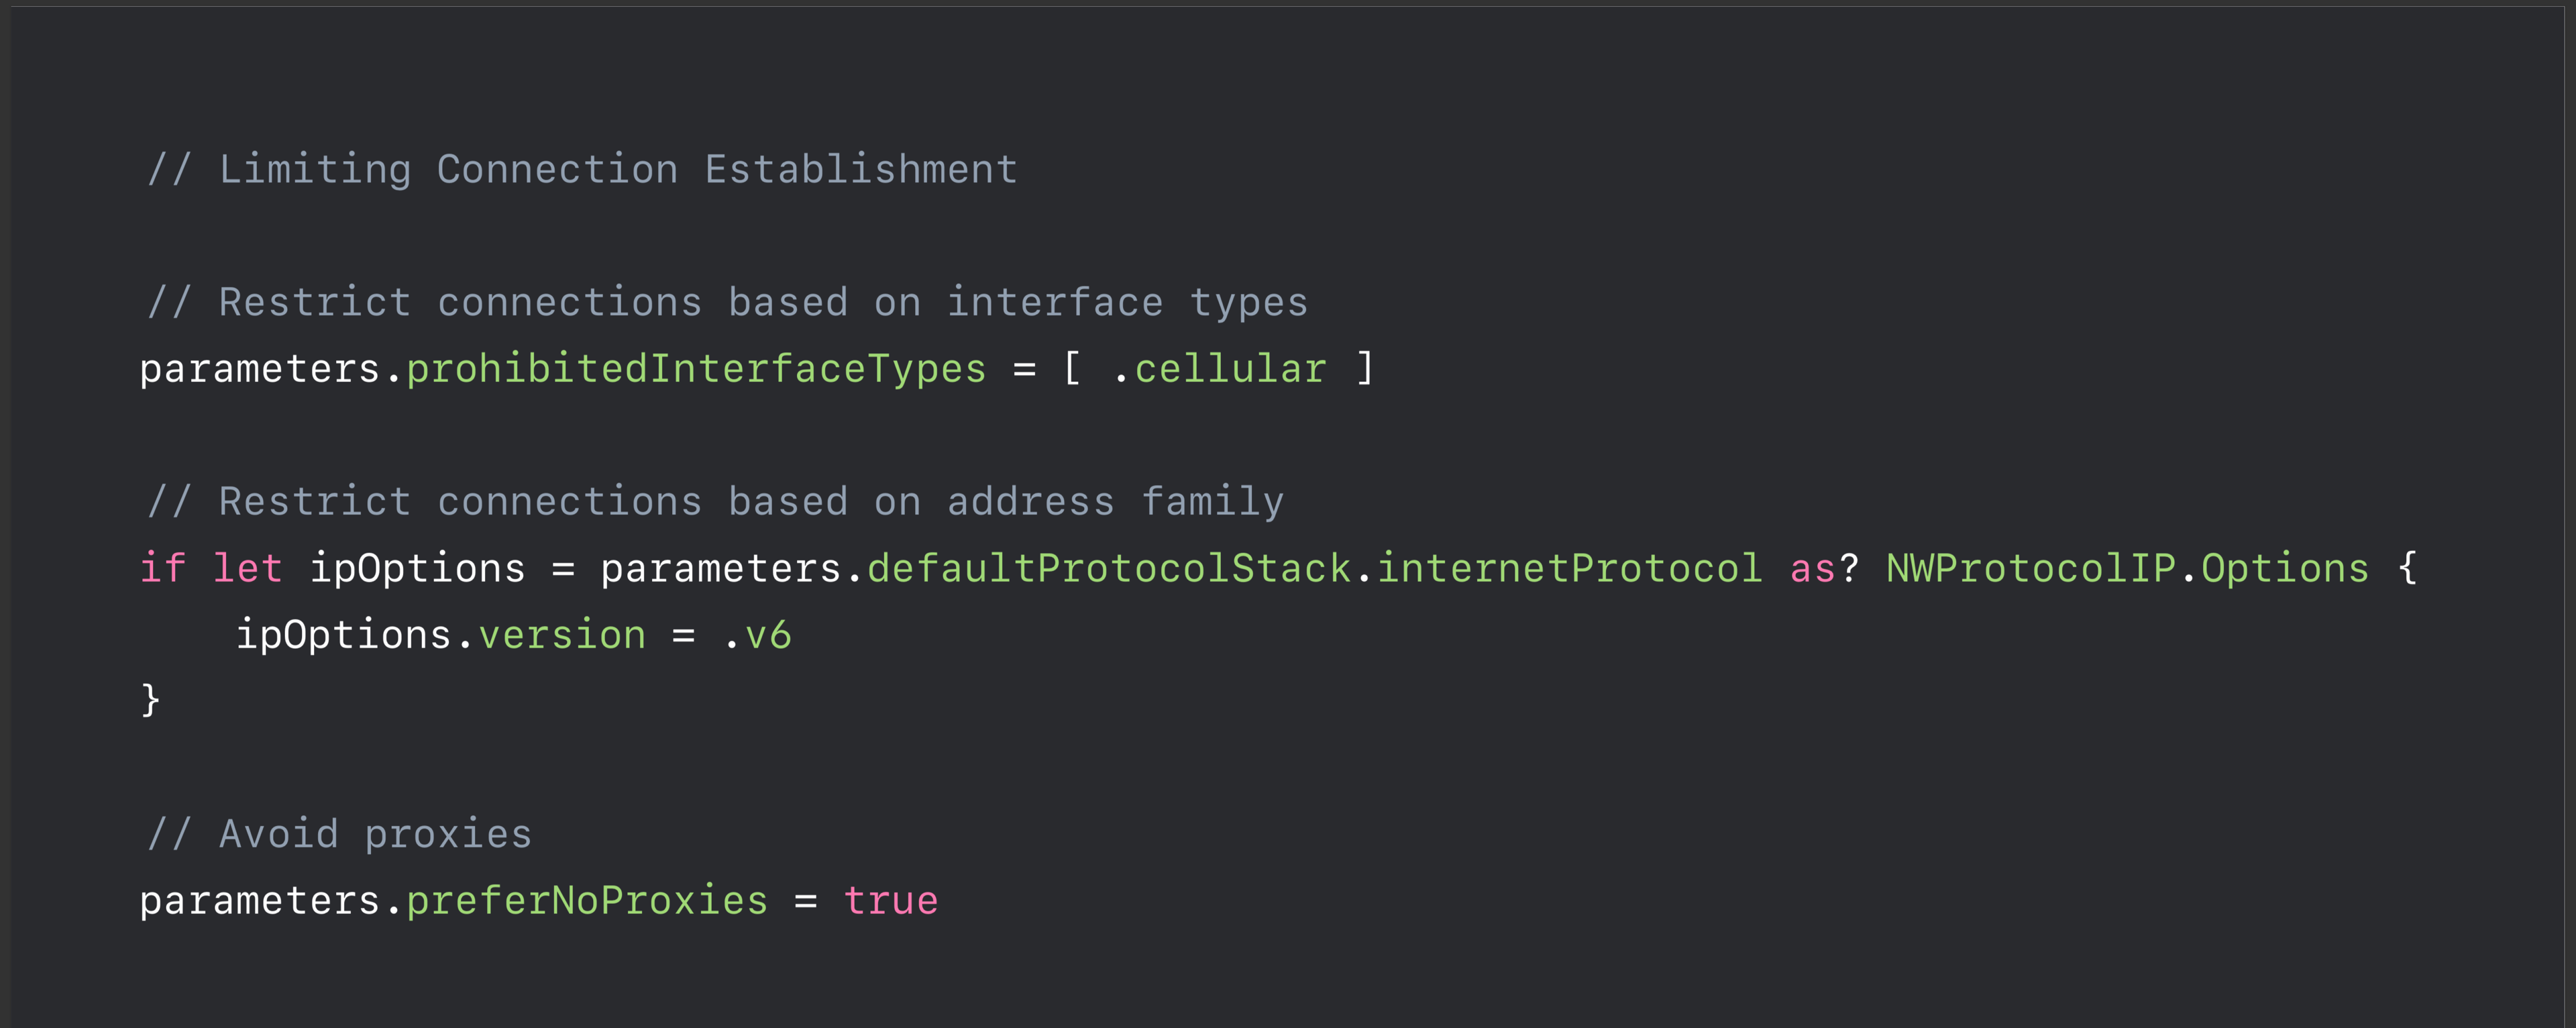 // Limiting Connection Establishment
// Restrict connections based on interface types
parameters.prohibitedInterfaceTypes = [ .cellular ]
// Restrict connections based on address family
if let ipOptions = parameters.defaultProtocolStack.internetProtocol as? NWProtocolIP.Options {
    ipOptions.version = .v6
}
// Avoid proxies
parameters.preferNoProxies = true